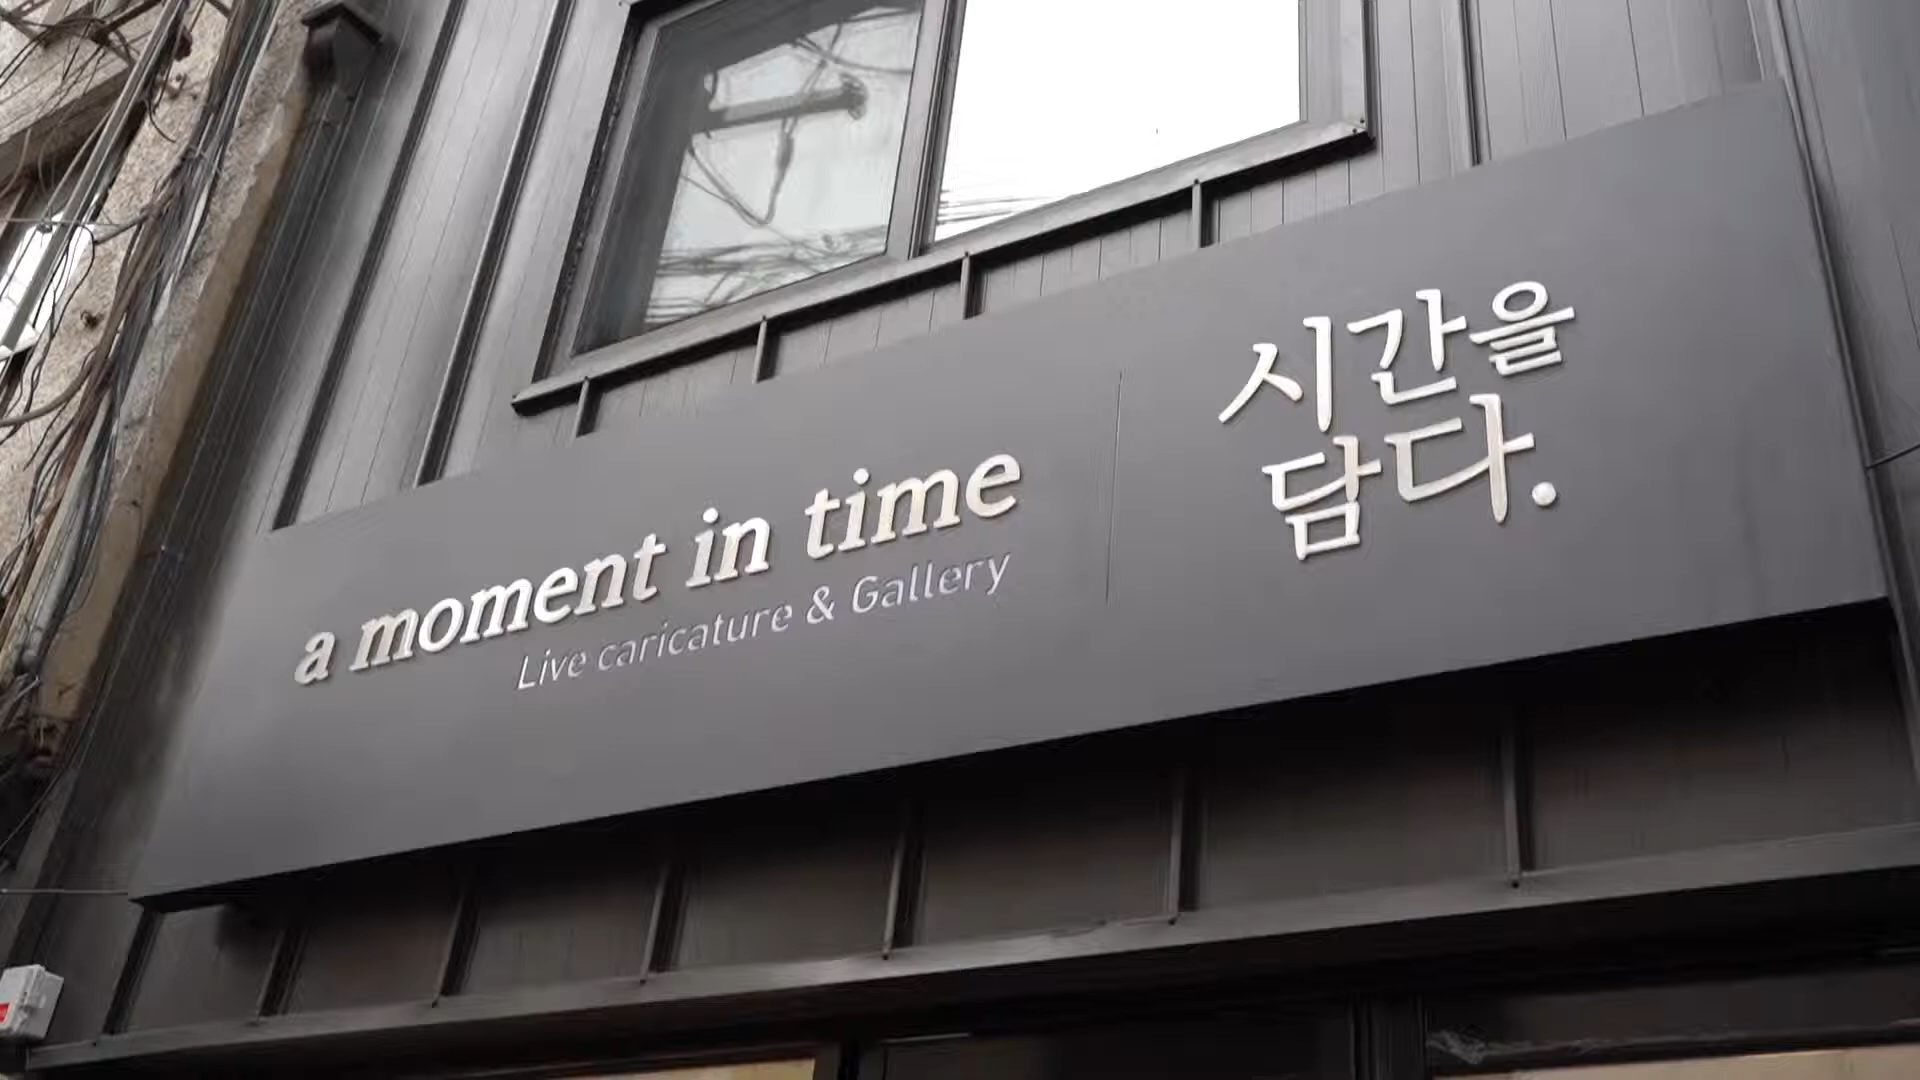 a moment in time
Live caricature & Gallery
시간을
담다.